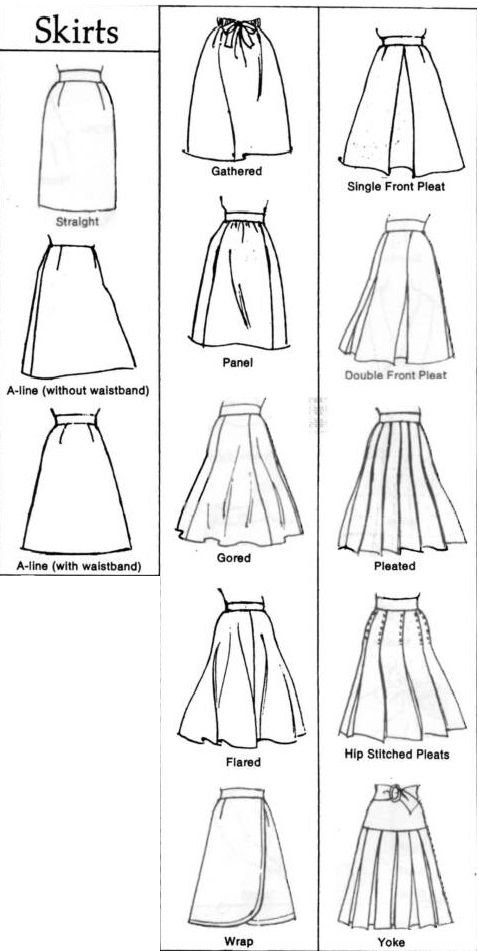 Skirts
Straight
A-line (without waistband)
A-line (with waistband)
Gathered
Panel
Gored
Flared
Wrap
Single Front Pleat
Double Front Pleat
Pleated
Hip Stitched Pleats
Yoke